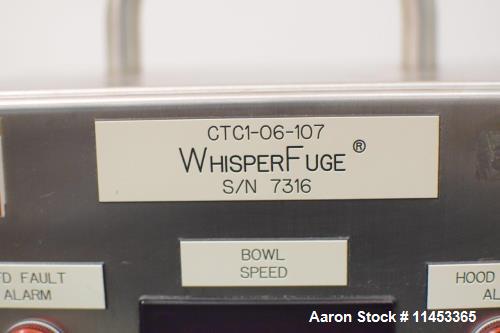 CTC1-06-107
WHISPERFUGE®
S/N 7316
BOWL
SPEED
FAULT
ALARM
HOOD
Aaron Stock # 11453365